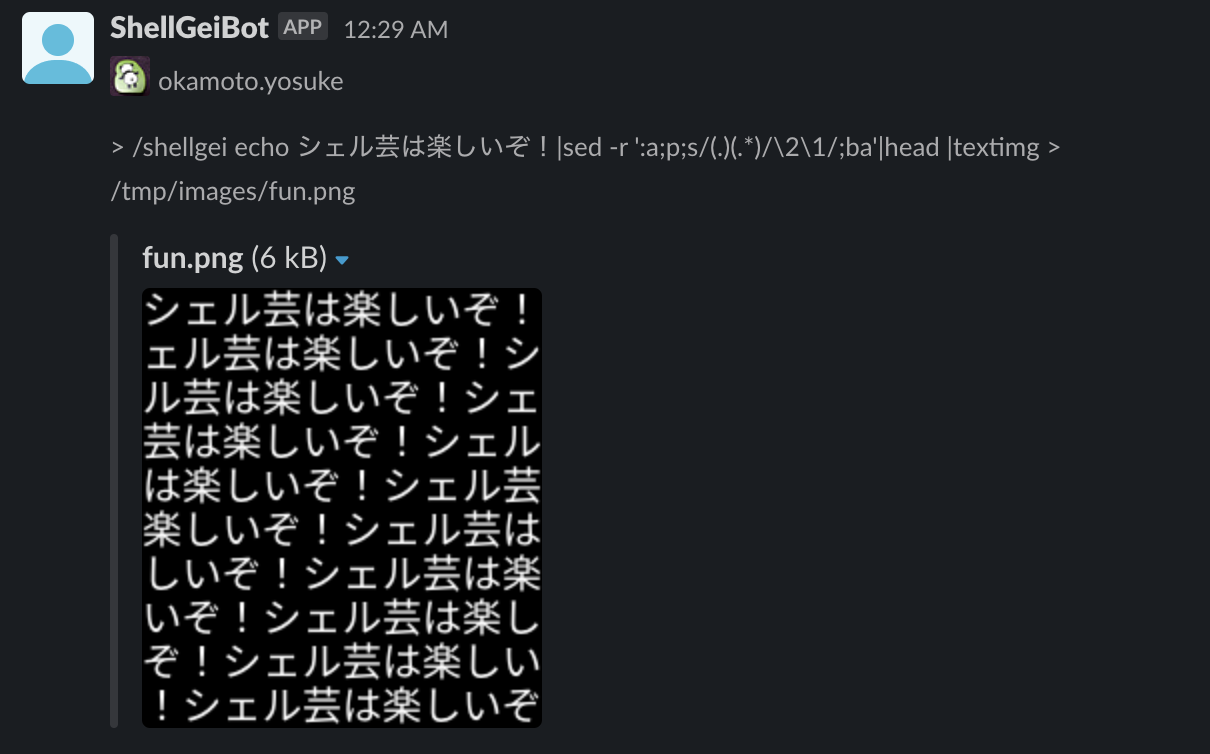 ShellGeiBot APP 12:29 AM
okamoto.yosuke
> /shellgei echo シェル芸は楽しいぞ！|sed -r ':a;p;s/(.)(.*)/\2\1/;ba'|head |textimg >
/tmp/images/fun.png
fun.png (6 kB)
シェル芸は楽しいぞ！
ェル芸は楽しいぞ！シ
ル芸は楽しいぞ！シェ
芸は楽しいぞ！シェル
は楽しいぞ！シェル芸
楽しいぞ！シェル芸は
しいぞ！シェル芸は楽
いぞ！シェル芸は楽し
ぞ！シェル芸は楽しい
！シェル芸は楽しいぞ